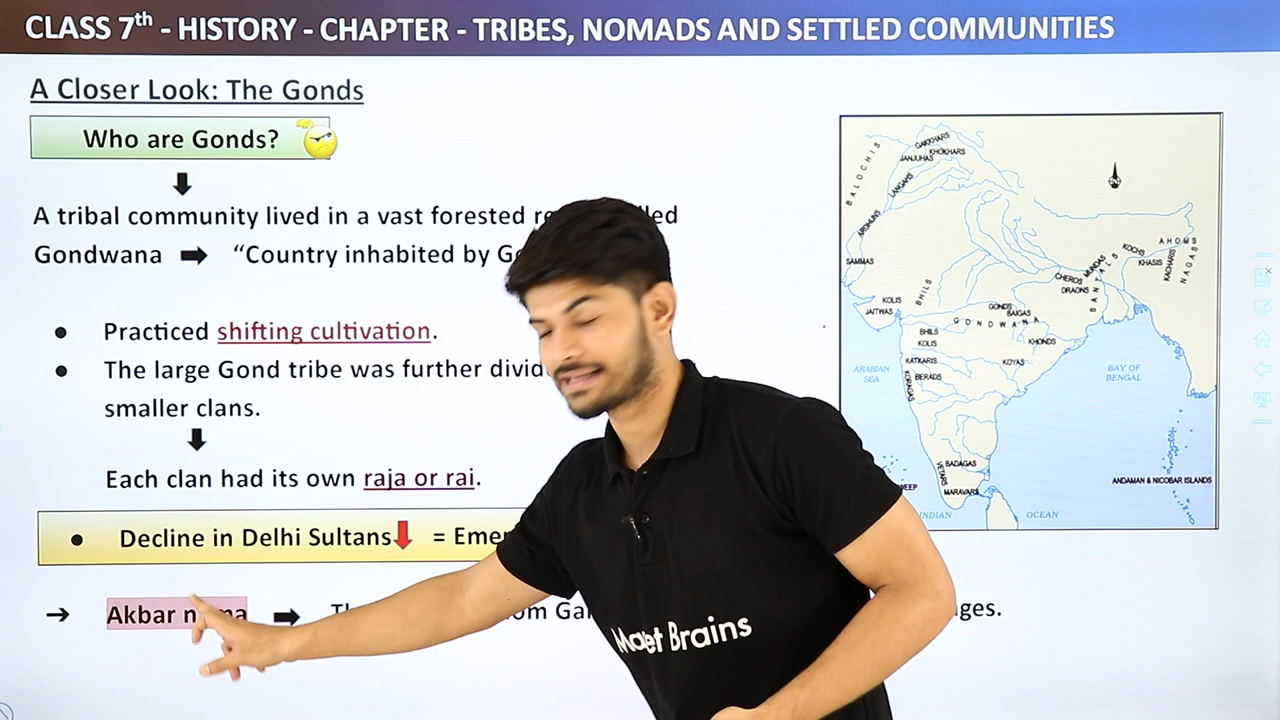 CLASS 7th - HISTORY - CHAPTER - TRIBES, NOMADS AND SETTLED COMMUNITIES
A Closer Look: The Gonds
Who are Gonds?
A tribal community lived in a vast forested
Gondwana ➡ “Country inhabited by
● Practiced shifting cultivation.
● The large Gond tribe was further
smaller clans.
Each clan had its own raja or rai.
● Decline in Delhi Sultans =
→ Akbar ➡
Maget Brains
BALOCHIS
GAKKHARS
KHOKHARS
JANJUHAS
LANGAHS
ARGHUNS
SAMMAS
KOLIS
JAITWAS
BHILS
GONDS
BAIGAS
GONDWANA
CHEROS
MUNDAS
ORAONS
SANTALS
KOCHS
KHASIS
KACHARIS
AHOMS
NAGAS
BHILS
KOLIS
KHONDS
KATKARIS
KOYAS
KORAGAS
BERADS
ARABIAN
SEA
BAY OF
BENGAL
VETARS
BADAGAS
MARAVARS
ANDAMAN & NICOBAR ISLANDS
INDIAN OCEAN